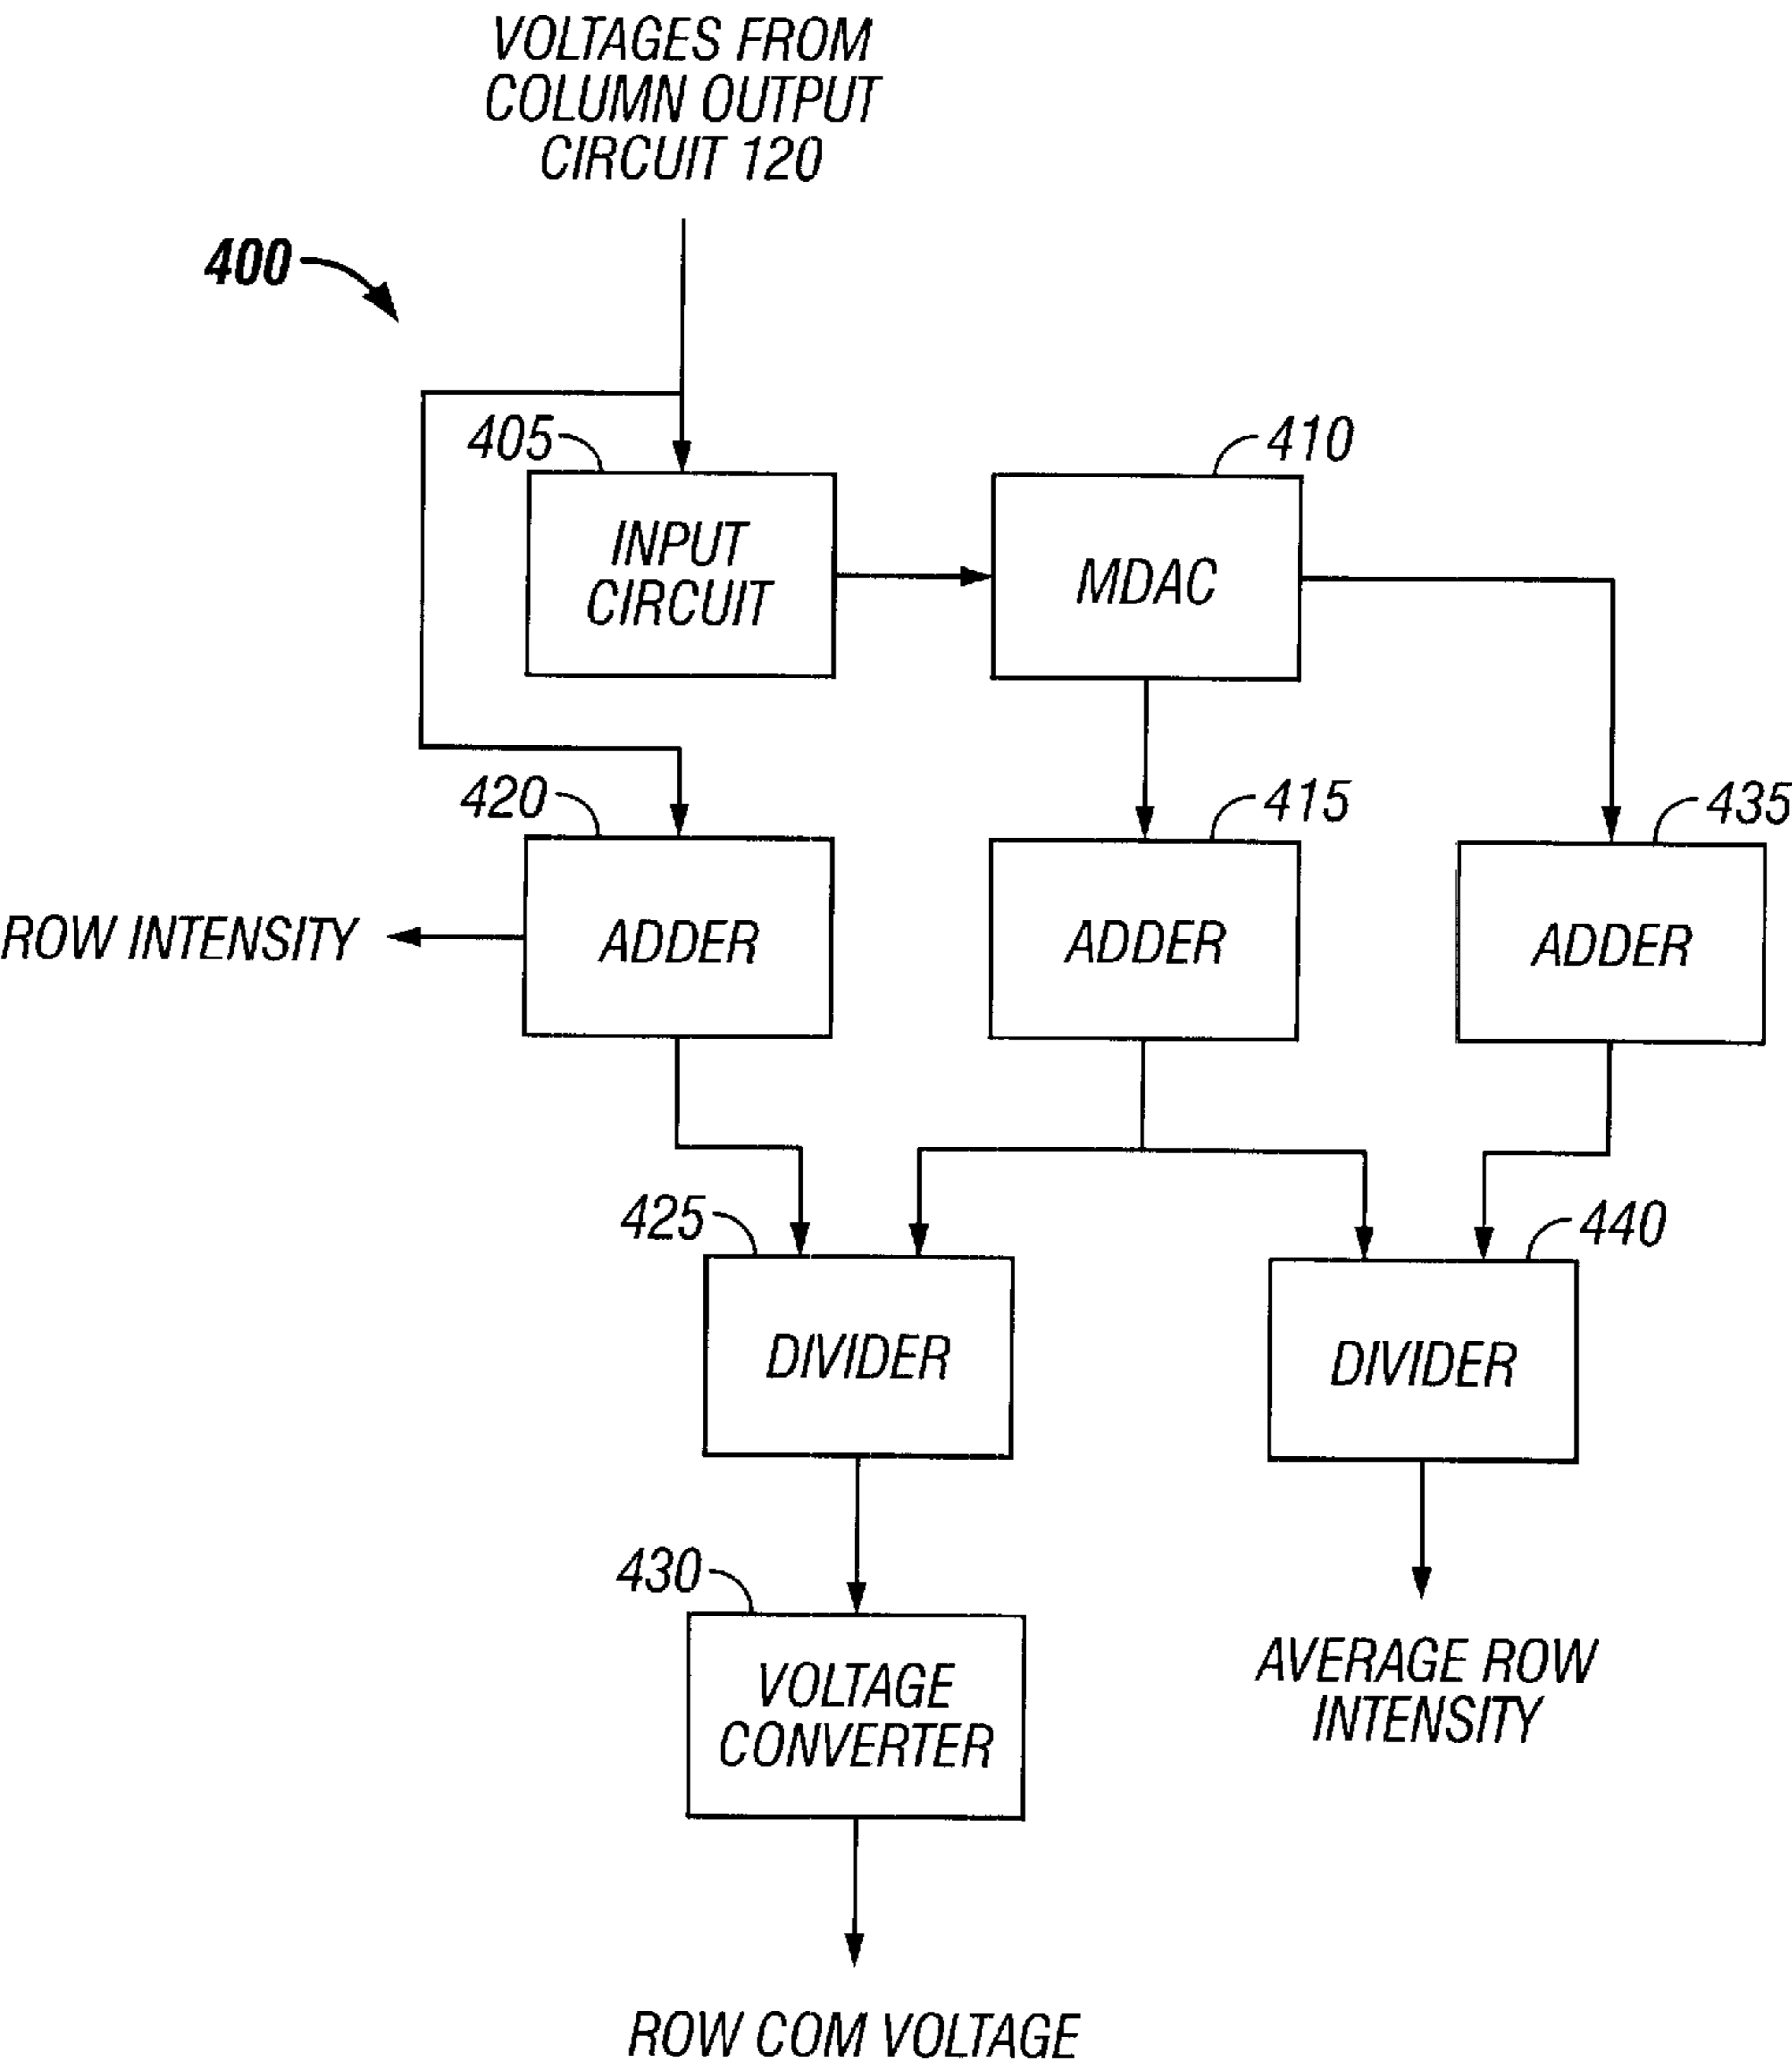 VOLTAGES FROM
COLUMN OUTPUT
CIRCUIT 120
400
405
410
INPUT
CIRCUIT
MDAC
420
415
435
ROW INTENSITY
ADDER
ADDER
ADDER
425
440
DIVIDER
DIVIDER
430
VOLTAGE
CONVERTER
AVERAGE ROW
INTENSITY
ROW COM VOLTAGE